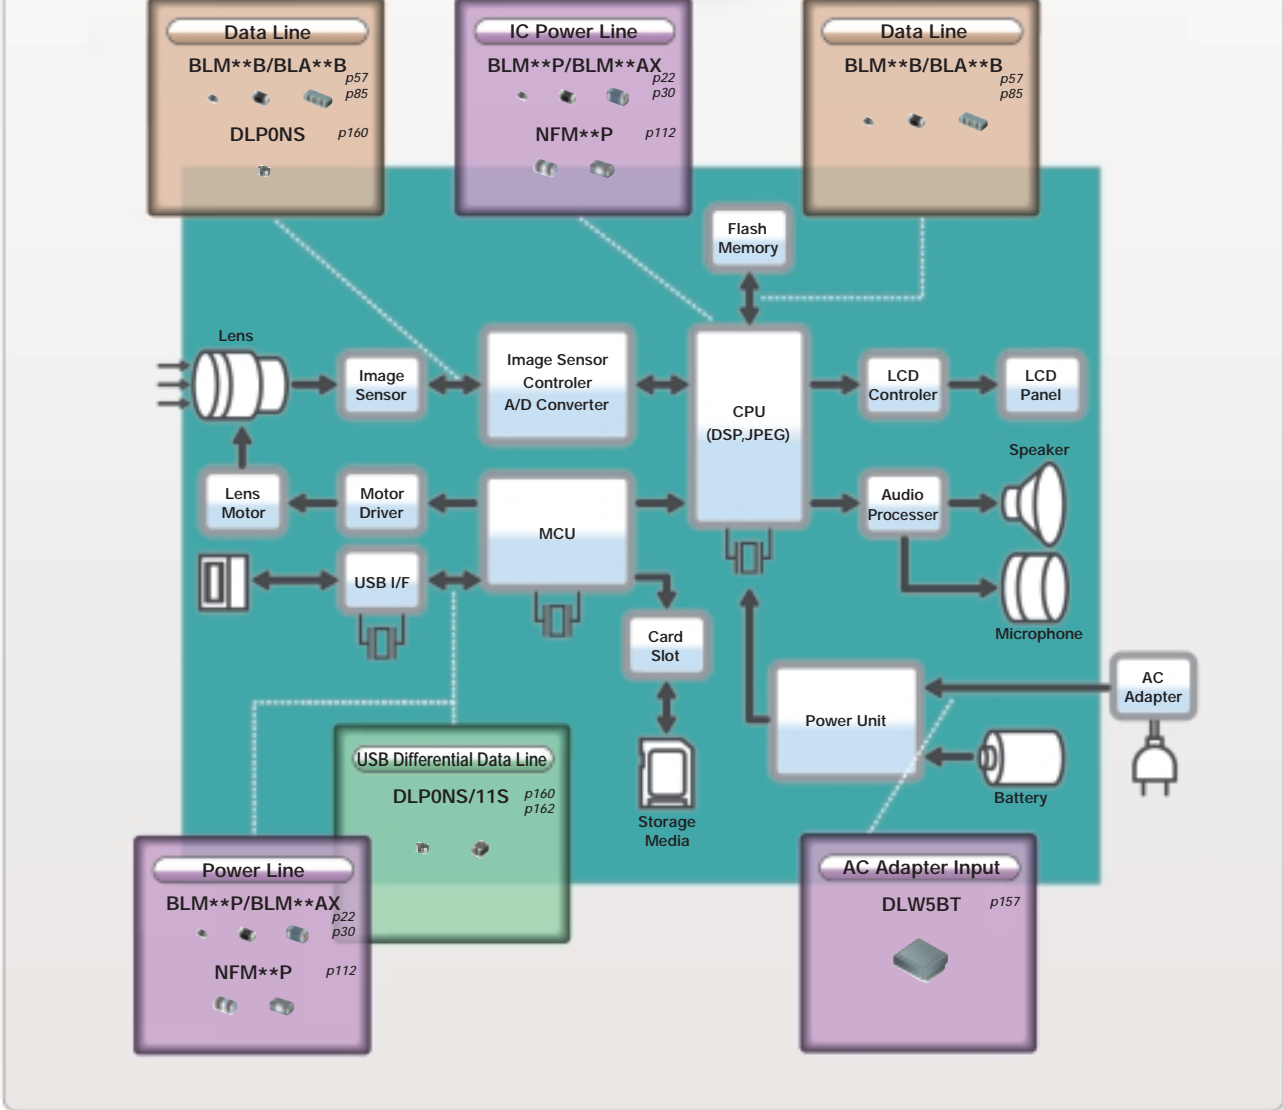 Data Line
BLM**B/BLA**B
p57
p85
DLP0NS p160
IC Power Line
BLM**P/BLM**AX
p22
p30
NFM**P p112
Data Line
BLM**B/BLA**B
p57
p85
Flash
Memory
Lens
Image
Sensor
Image Sensor
Controler
A/D Converter
CPU
(DSP,JPEG)
LCD
Controler
LCD
Panel
Speaker
Lens
Motor
Motor
Driver
MCU
Audio
Processer
USB I/F
Microphone
Card
Slot
AC
Adapter
Power Unit
Battery
Storage
Media
USB Differential Data Line
DLP0NS/11S p160
p162
Power Line
BLM**P/BLM**AX
p22
p30
NFM**P p112
AC Adapter Input
DLW5BT p157